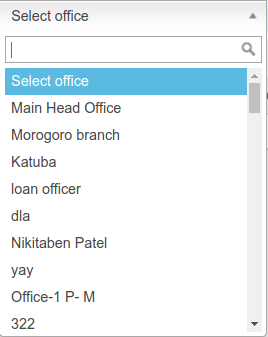 Select office
Select office
Main Head Office
Morogoro branch
Katuba
loan officer
dla
Nikitaben Patel
yay
Office-1 P- M
322